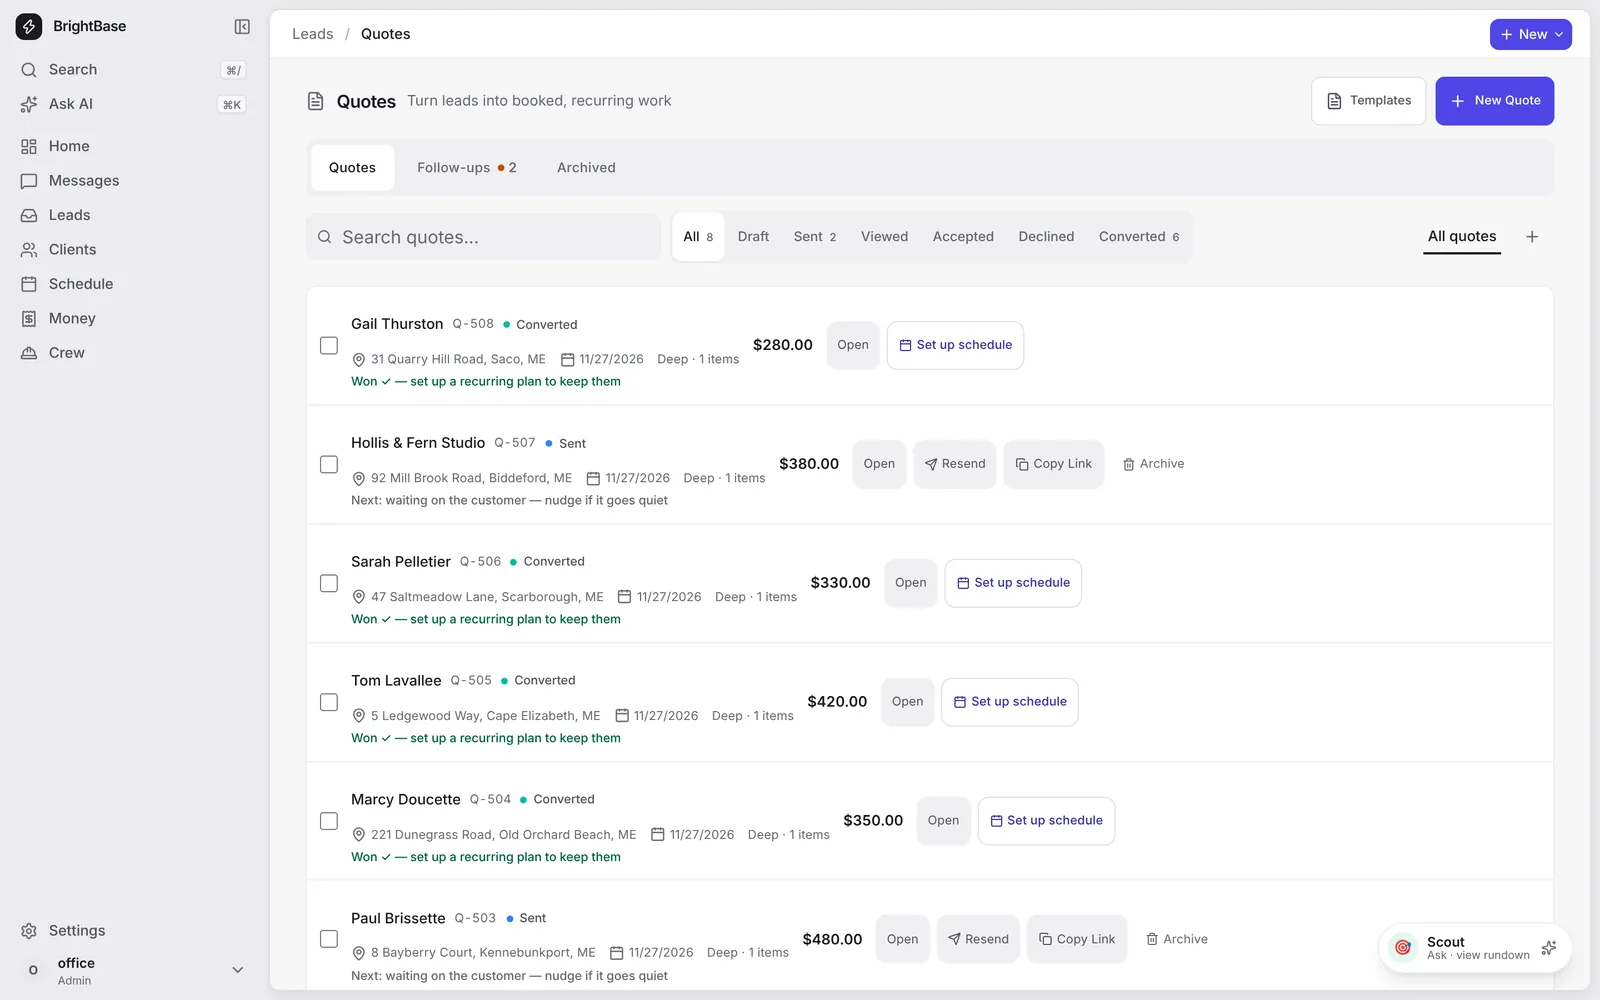 BrightBase
Search ⌘/
Ask AI ⌘K
Home
Messages
Leads
Clients
Schedule
Money
Crew
Settings
o office
Admin
Leads / Quotes
+ New
Quotes Turn leads into booked, recurring work
Templates
+ New Quote
Quotes Follow-ups • 2 Archived
Search quotes...
All 8 Draft Sent 2 Viewed Accepted Declined Converted 6
All quotes +
Gail Thurston Q-508 • Converted
31 Quarry Hill Road, Saco, ME 11/27/2026 Deep · 1 items
Won ✓ — set up a recurring plan to keep them
$280.00 Open Set up schedule
Hollis & Fern Studio Q-507 • Sent
92 Mill Brook Road, Biddeford, ME 11/27/2026 Deep · 1 items
Next: waiting on the customer — nudge if it goes quiet
$380.00 Open Resend Copy Link Archive
Sarah Pelletier Q-506 • Converted
47 Saltmeadow Lane, Scarborough, ME 11/27/2026 Deep · 1 items
Won ✓ — set up a recurring plan to keep them
$330.00 Open Set up schedule
Tom Lavallee Q-505 • Converted
5 Ledgewood Way, Cape Elizabeth, ME 11/27/2026 Deep · 1 items
Won ✓ — set up a recurring plan to keep them
$420.00 Open Set up schedule
Marcy Doucette Q-504 • Converted
221 Dunegrass Road, Old Orchard Beach, ME 11/27/2026 Deep · 1 items
Won ✓ — set up a recurring plan to keep them
$350.00 Open Set up schedule
Paul Brissette Q-503 • Sent
8 Bayberry Court, Kennebunkport, ME 11/27/2026 Deep · 1 items
Next: waiting on the customer — nudge if it goes quiet
$480.00 Open Resend Copy Link Archive
Scout
Ask · view rundown